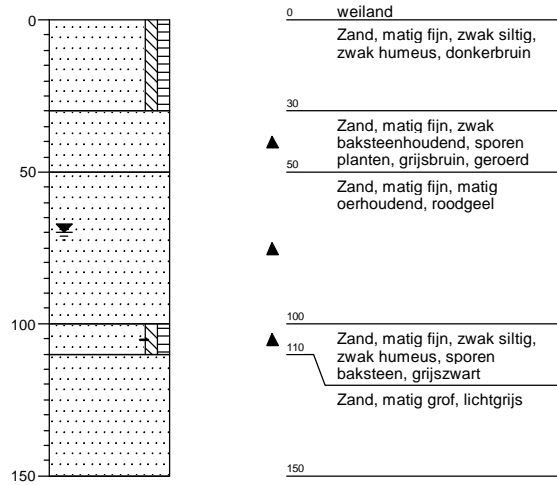 0
50
100
150
0
weiland
Zand, matig fijn, zwak siltig,
zwak humeus, donkerbruin
30
Zand, matig fijn, zwak
baksteenhoudend, sporen
planten, grijsbruin, geroerd
50
Zand, matig fijn, matig
oerhoudend, roodgeel
100
Zand, matig fijn, zwak siltig,
zwak humeus, sporen
baksteen, grijszwart
110
Zand, matig grof, lichtgrijs
150